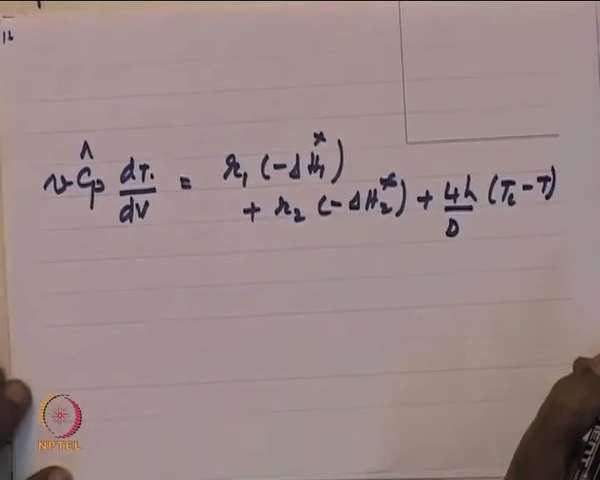 16
v Ĉp dT/dV = r₁ (-ΔH₁*)
+ r₂ (-ΔH₂*) + 4h/D (Tc - T)
NPTEL